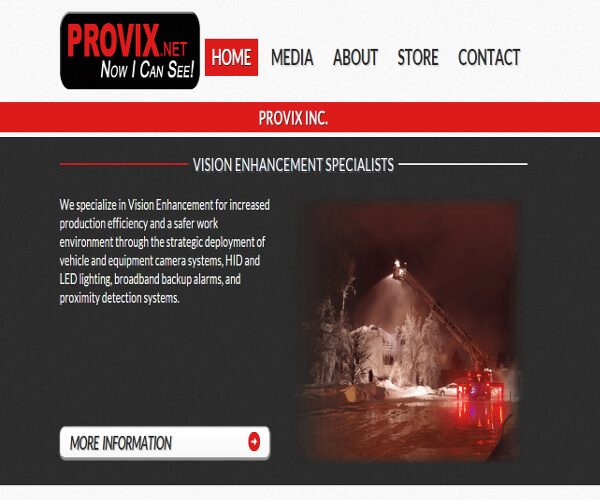 PROVIX.NET
NOW I CAN SEE!
HOME MEDIA ABOUT STORE CONTACT
PROVIX INC.
VISION ENHANCEMENT SPECIALISTS
We specialize in Vision Enhancement for increased
production efficiency and a safer work
environment through the strategic deployment of
vehicle and equipment camera systems, HID and
LED lighting, broadband backup alarms, and
proximity detection systems.
MORE INFORMATION